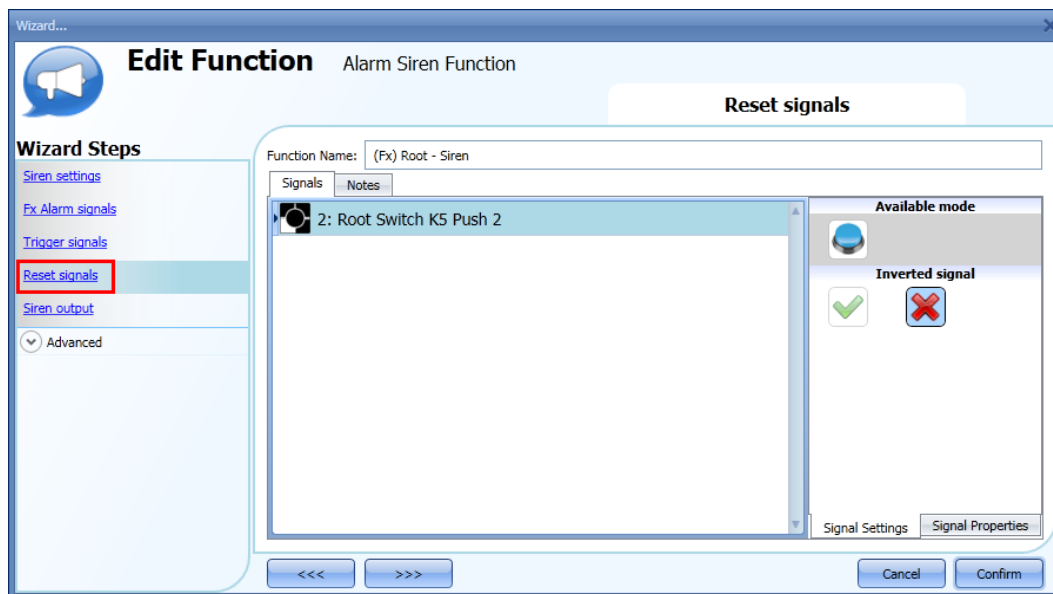 Wizard...
Edit Function Alarm Siren Function
Reset signals
Wizard Steps
Siren settings
Fx Alarm signals
Trigger signals
Reset signals
Siren output
Advanced
Function Name: (Fx) Root - Siren
Signals Notes
2: Root Switch K5 Push 2
Available mode
Inverted signal
Signal Settings Signal Properties
<<< >>> Cancel Confirm